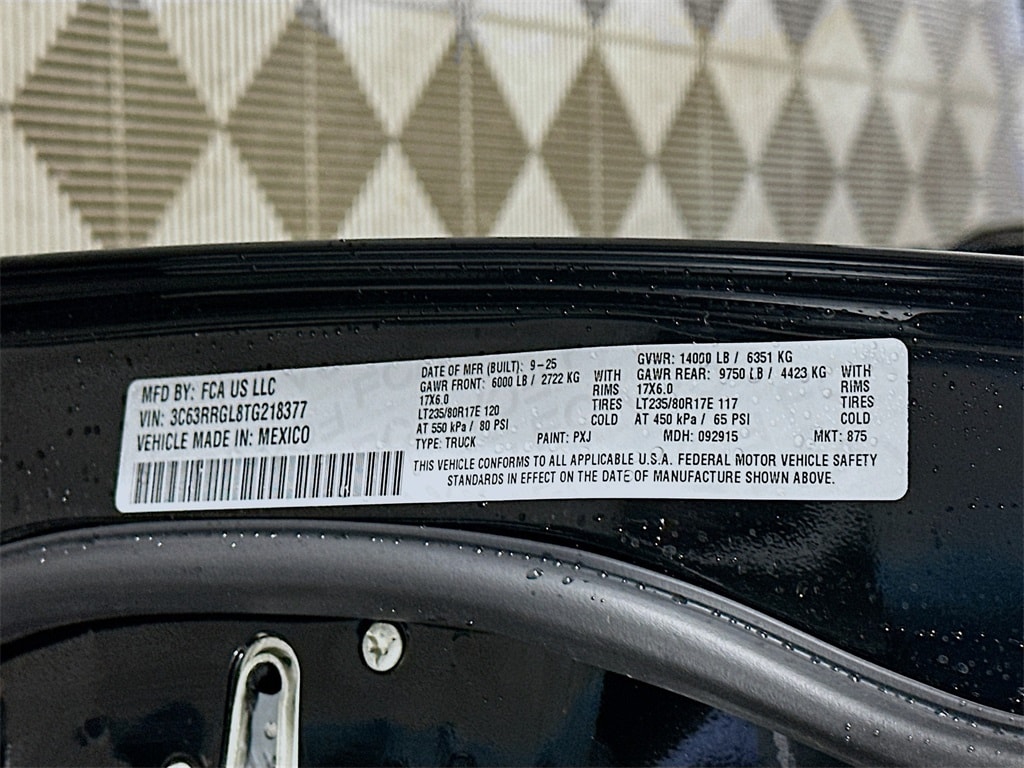 MFD BY: FCA US LLC
VIN: 3C63RRGL8TG218377
VEHICLE MADE IN: MEXICO
DATE OF MFR (BUILT): 9-25
GAWR FRONT: 6000 LB / 2722 KG WITH
17X6.0 RIMS
LT235/80R17E 120 TIRES
AT 550 kPa / 80 PSI COLD
TYPE: TRUCK PAINT: PXJ
GVWR: 14000 LB / 6351 KG
GAWR REAR: 9750 LB / 4423 KG WITH
17X6.0 RIMS
LT235/80R17E 117 TIRES
AT 450 kPa / 65 PSI COLD
MDH: 092915 MKT: 875
THIS VEHICLE CONFORMS TO ALL APPLICABLE U.S.A. FEDERAL MOTOR VEHICLE SAFETY
STANDARDS IN EFFECT ON THE DATE OF MANUFACTURE SHOWN ABOVE.